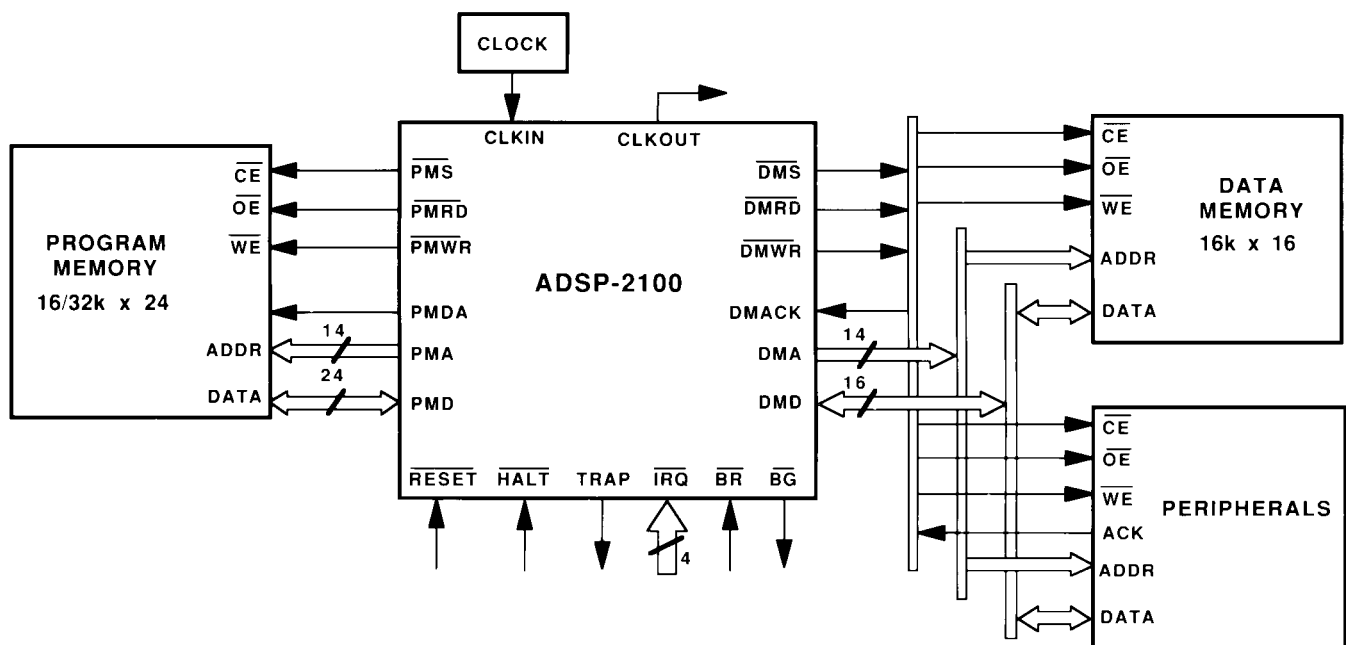 CLOCK
CLKIN CLKOUT
PROGRAM
MEMORY
16/32k x 24
CE
OE
WE
ADDR
DATA
14
24
PMS
PMRD
PMWR
PMDA
PMA
PMD
ADSP-2100
DMS
DMRD
DMWR
DMACK
DMA
DMD
14
16
RESET HALT TRAP IRQ BR BG
4
CE
OE
WE
ADDR
DATA
DATA
MEMORY
16k x 16
CE
OE
WE
ACK
ADDR
DATA
PERIPHERALS